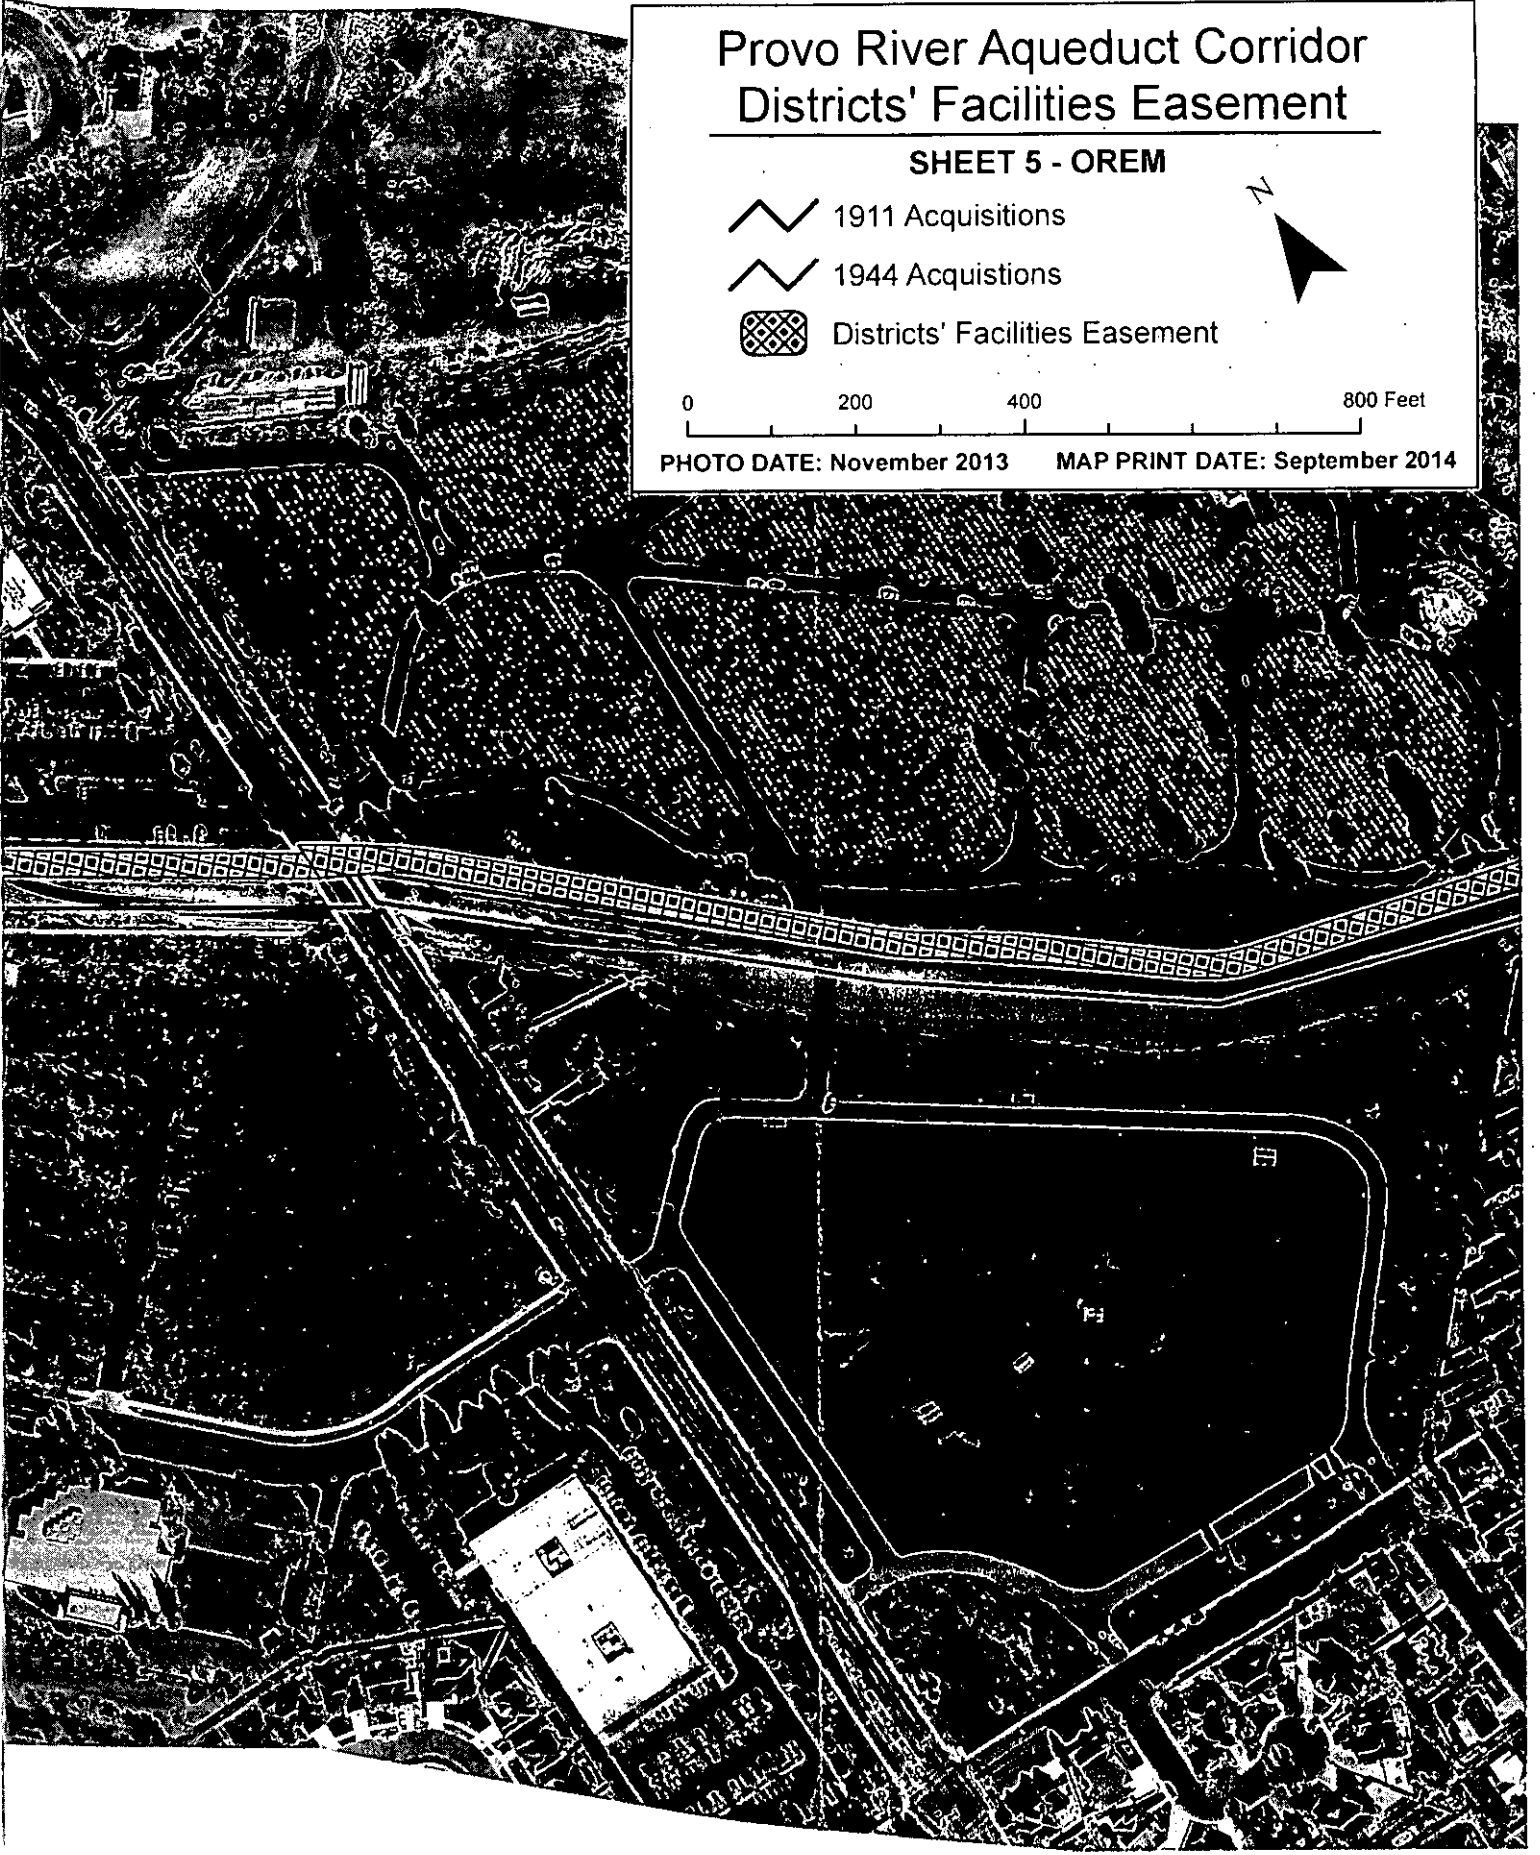 Provo River Aqueduct Corridor
Districts' Facilities Easement
SHEET 5 - OREM
N
1911 Acquisitions
1944 Acquistions
Districts' Facilities Easement
0 200 400 800 Feet
PHOTO DATE: November 2013 MAP PRINT DATE: September 2014